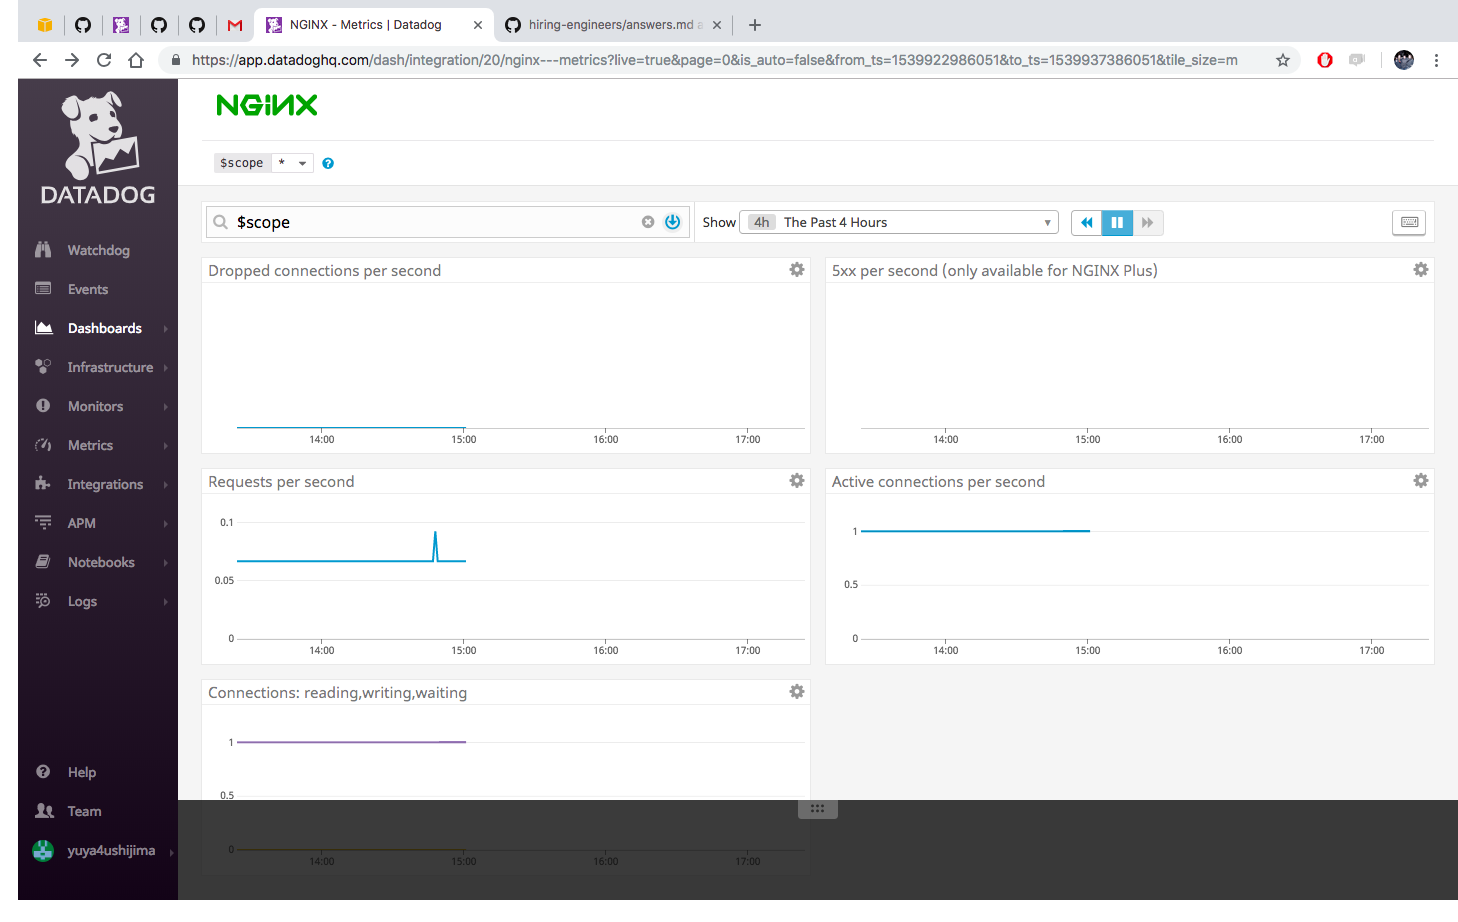 NGINX - Metrics | Datadog
hiring-engineers/answers.md a
https://app.datadoghq.com/dash/integration/20/nginx---metrics?live=true&page=0&is_auto=false&from_ts=1539922986051&to_ts=1539937386051&tile_size=m
DATADOG
Watchdog
Events
Dashboards
Infrastructure
Monitors
Metrics
Integrations
APM
Notebooks
Logs
Help
Team
yuya4ushijima
NGINX
$scope * ?
$scope
Show 4h The Past 4 Hours
Dropped connections per second
14:00 15:00 16:00 17:00
5xx per second (only available for NGINX Plus)
14:00 15:00 16:00 17:00
Requests per second
0.1
0.05
0
14:00 15:00 16:00 17:00
Active connections per second
1
0.5
0
14:00 15:00 16:00 17:00
Connections: reading,writing,waiting
1
0.5
0
14:00 15:00 16:00 17:00